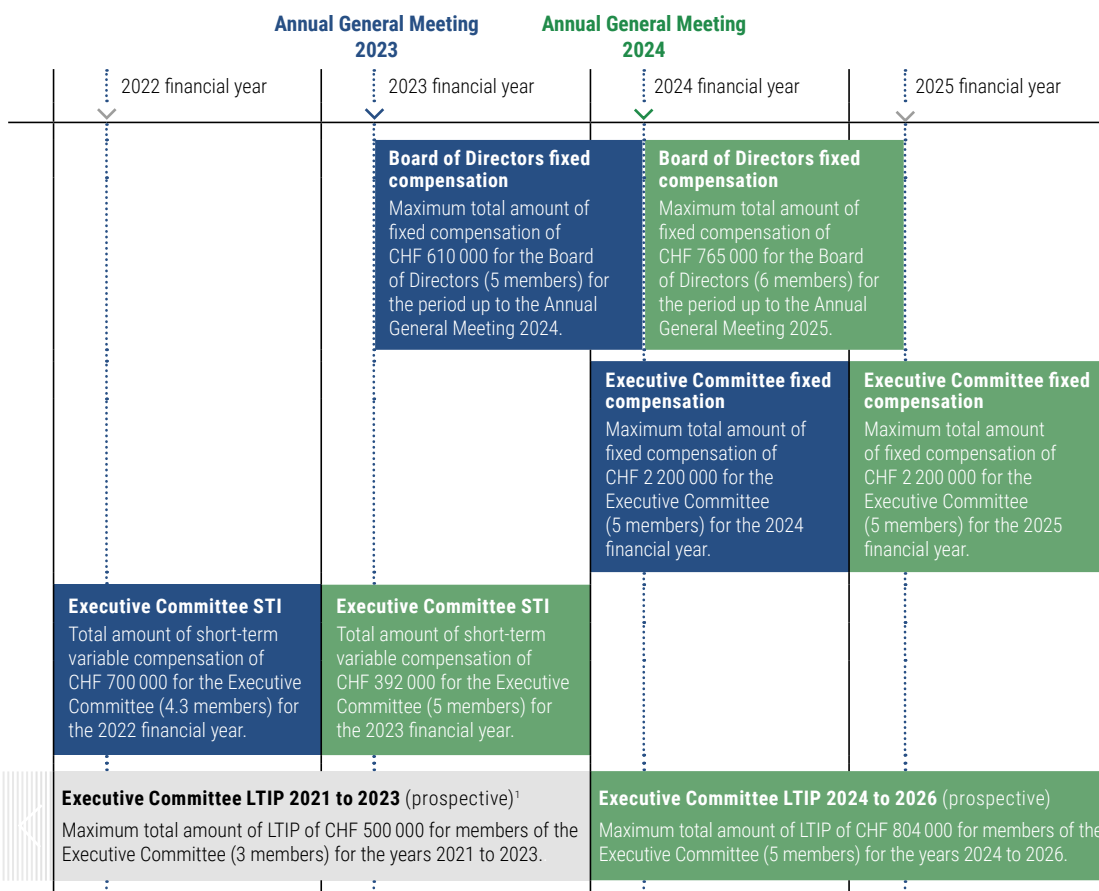 Annual General Meeting
2023
Annual General Meeting
2024
2022 financial year
2023 financial year
2024 financial year
2025 financial year
Board of Directors fixed
compensation
Maximum total amount of
fixed compensation of
CHF 610 000 for the Board
of Directors (5 members) for
the period up to the Annual
General Meeting 2024.
Board of Directors fixed
compensation
Maximum total amount of
fixed compensation of
CHF 765 000 for the Board
of Directors (6 members) for
the period up to the Annual
General Meeting 2025.
Executive Committee fixed
compensation
Maximum total amount of
fixed compensation of
CHF 2 200 000 for the
Executive Committee
(5 members) for the 2024
financial year.
Executive Committee fixed
compensation
Maximum total amount
of fixed compensation of
CHF 2 200 000 for the
Executive Committee
(5 members) for the 2025
financial year.
Executive Committee STI
Total amount of short-term
variable compensation of
CHF 700 000 for the Executive
Committee (4.3 members) for
the 2022 financial year.
Executive Committee STI
Total amount of short-term
variable compensation of
CHF 392 000 for the Executive
Committee (5 members) for
the 2023 financial year.
Executive Committee LTIP 2021 to 2023 (prospective)¹
Maximum total amount of LTIP of CHF 500 000 for members of the
Executive Committee (3 members) for the years 2021 to 2023.
Executive Committee LTIP 2024 to 2026 (prospective)
Maximum total amount of LTIP of CHF 804 000 for members of the
Executive Committee (5 members) for the years 2024 to 2026.